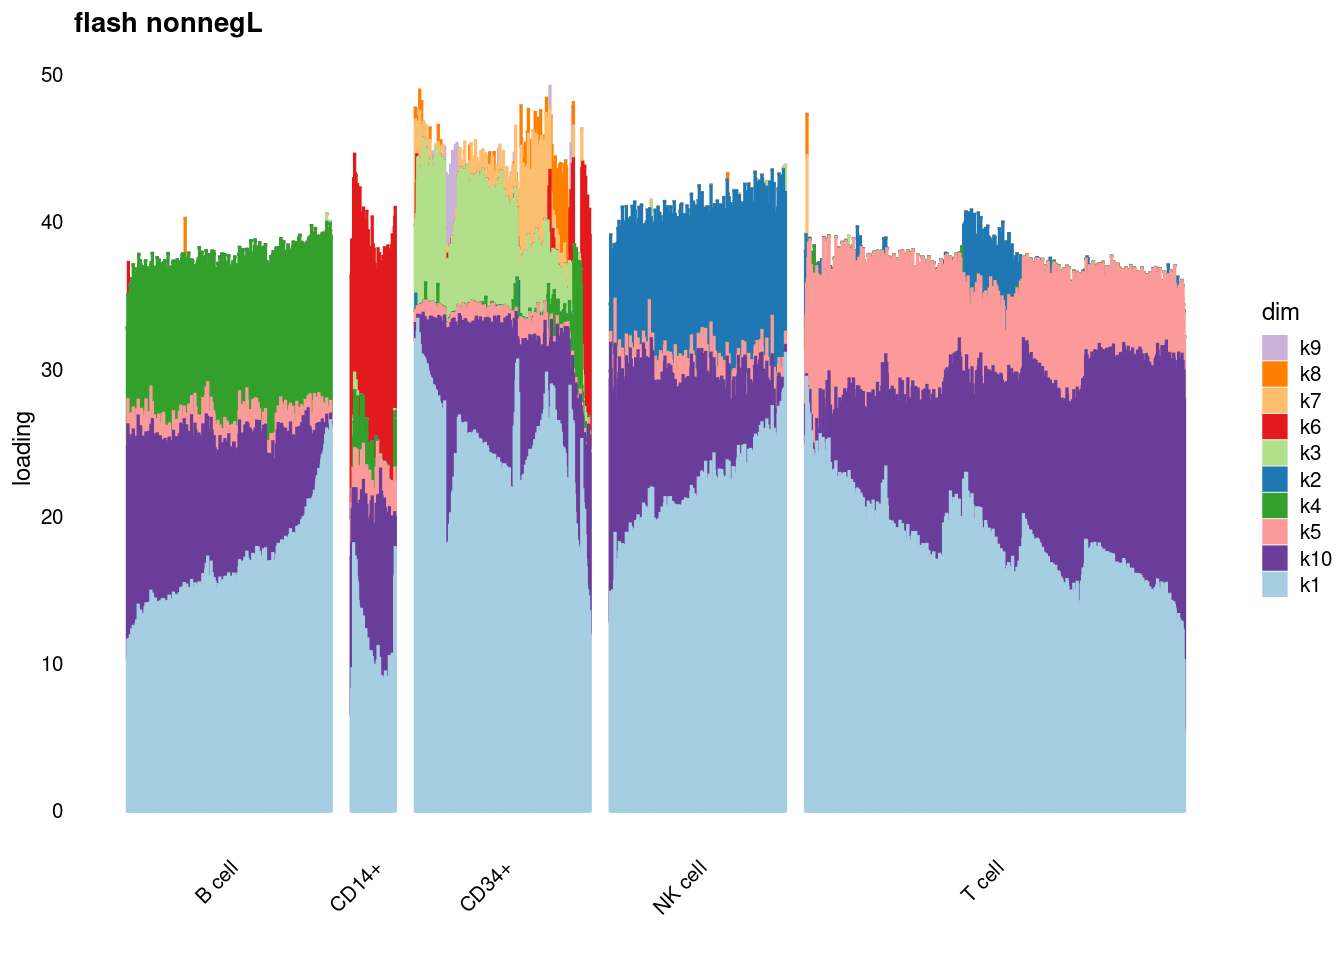 flash nonnegL
50
40
30
20
10
0
loading
B cell
CD14+
CD34+
NK cell
T cell
dim
k9
k8
k7
k6
k3
k2
k4
k5
k10
k1